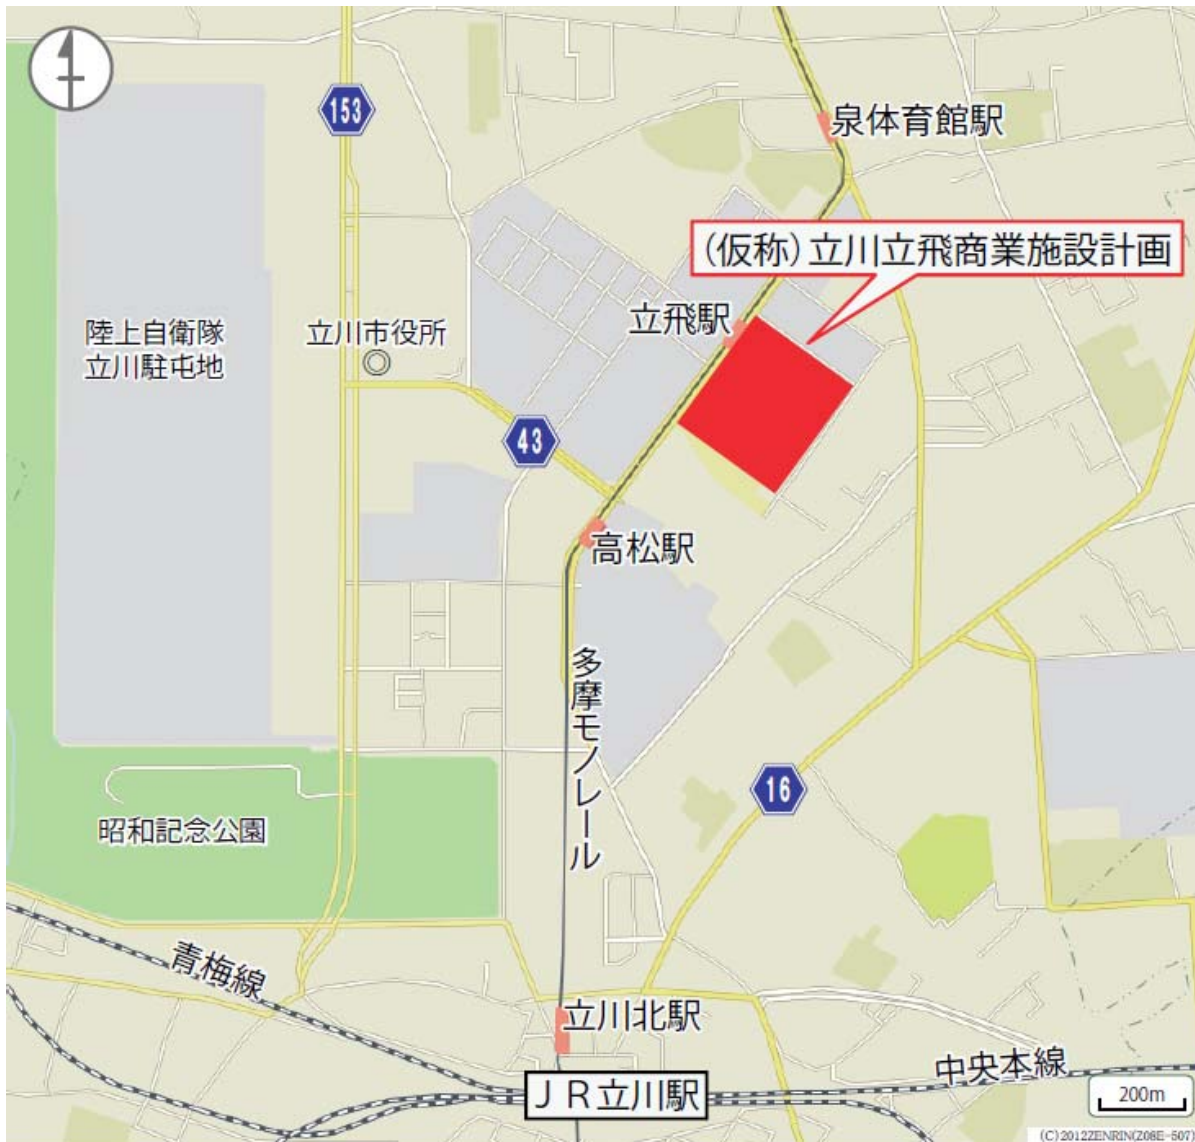 153
泉体育館駅
(仮称)立川立飛商業施設計画
立飛駅
陸上自衛隊
立川駐屯地
立川市役所
43
高松駅
多摩モノレール
16
昭和記念公園
青梅線
立川北駅
中央本線
JR立川駅
200m
(C)2012ZENRIN(Z08E-507)